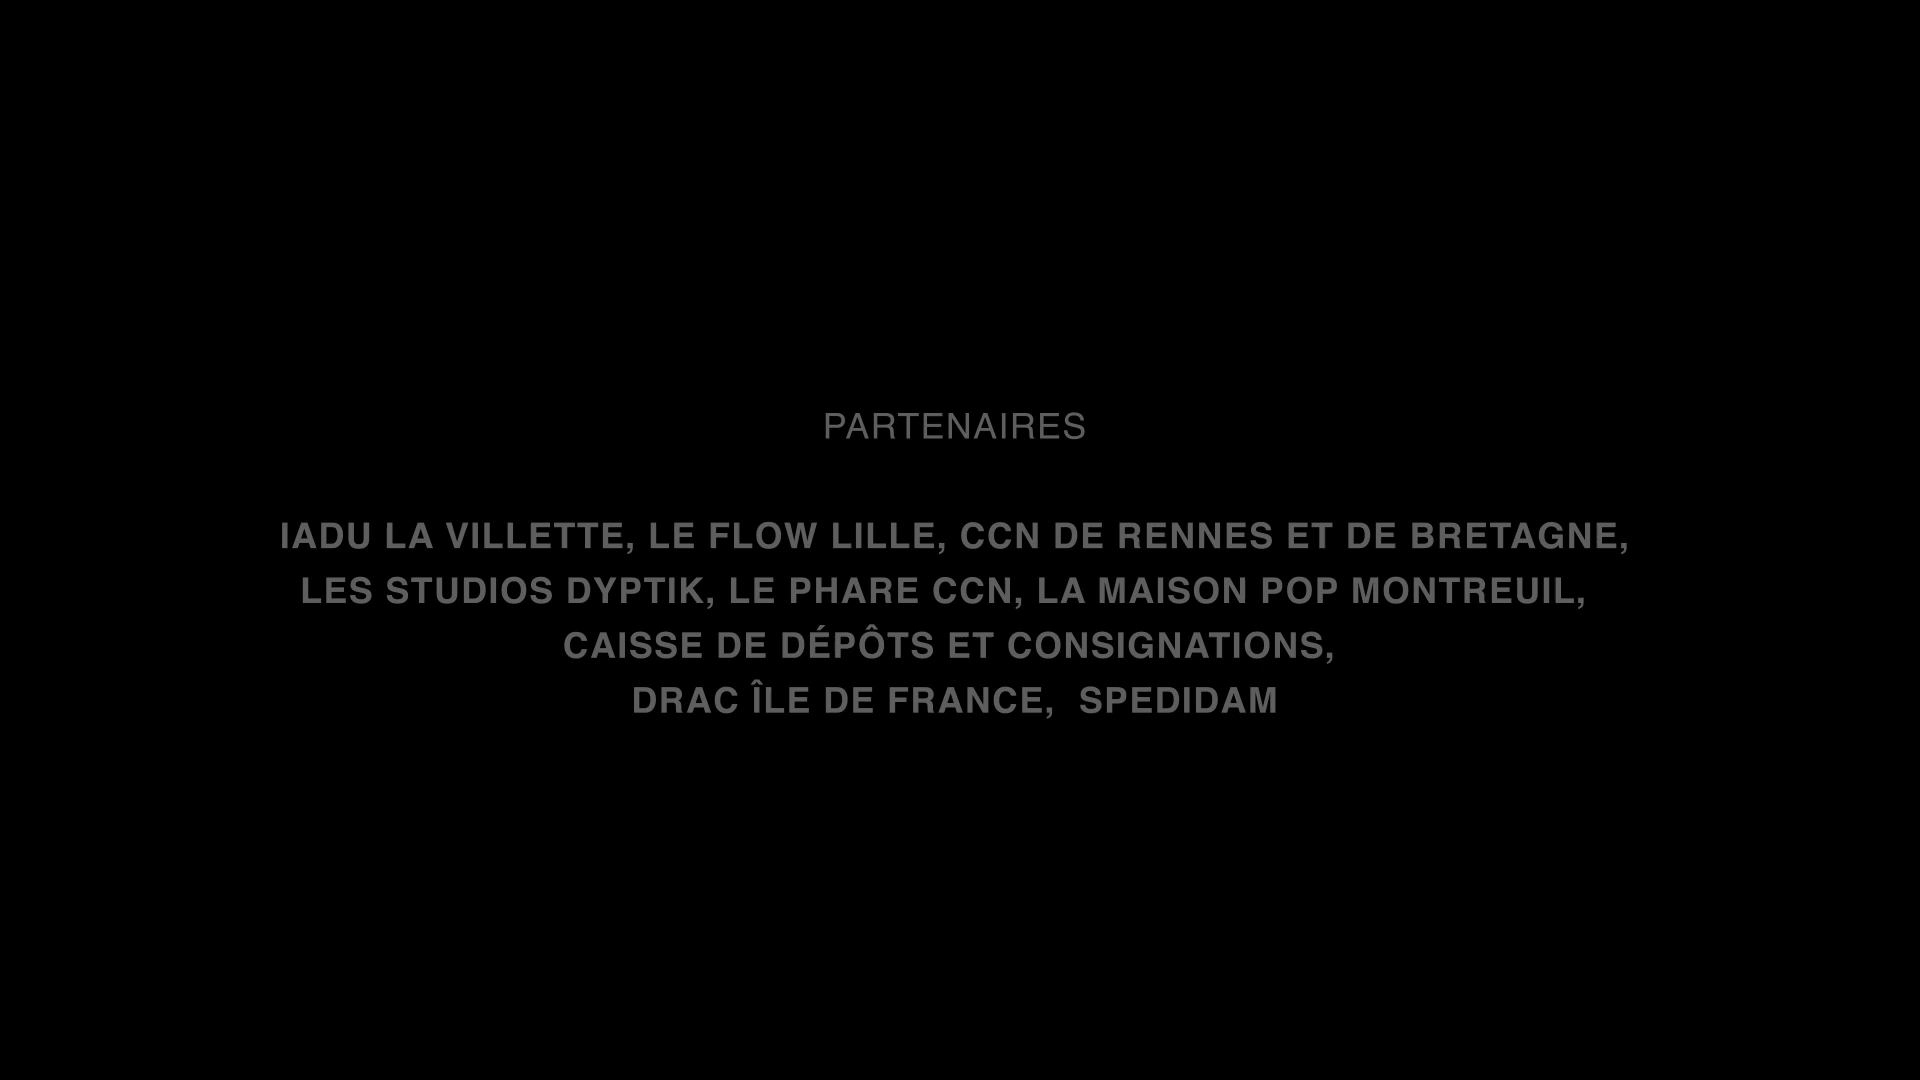 PARTENAIRES
IADU LA VILLETTE, LE FLOW LILLE, CCN DE RENNES ET DE BRETAGNE,
LES STUDIOS DYPTIK, LE PHARE CCN, LA MAISON POP MONTREUIL,
CAISSE DE DÉPÔTS ET CONSIGNATIONS,
DRAC ÎLE DE FRANCE,  SPEDIDAM